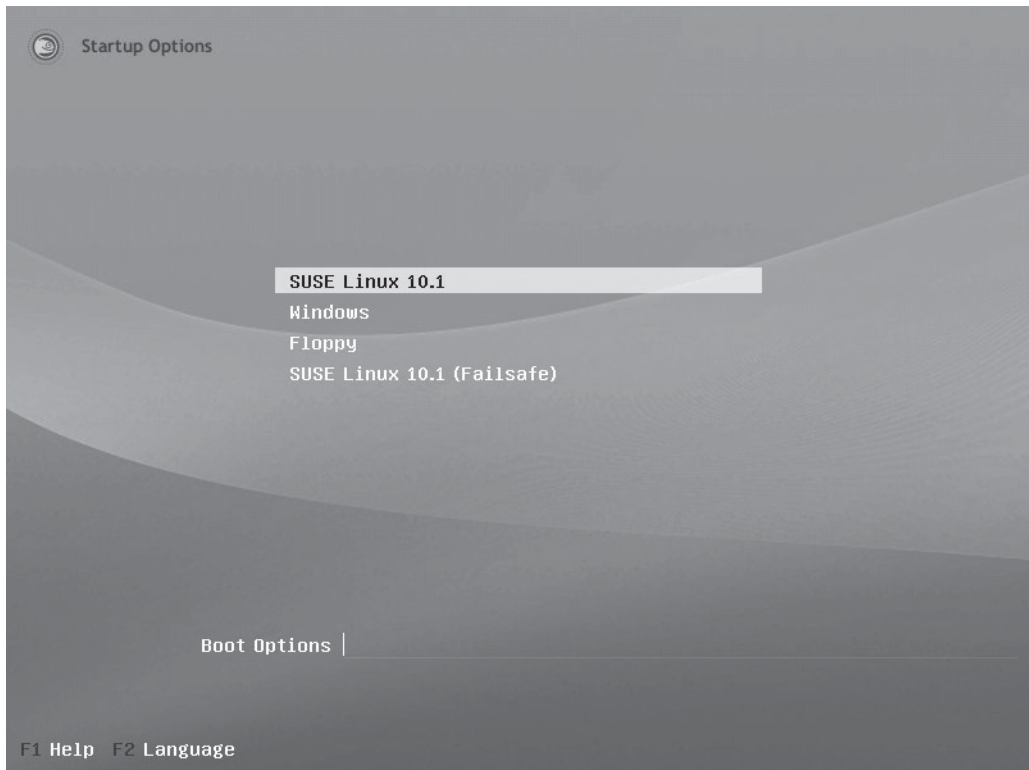 Startup Options
SUSE Linux 10.1
Windows
Floppy
SUSE Linux 10.1 (Failsafe)
Boot Options
F1 Help F2 Language